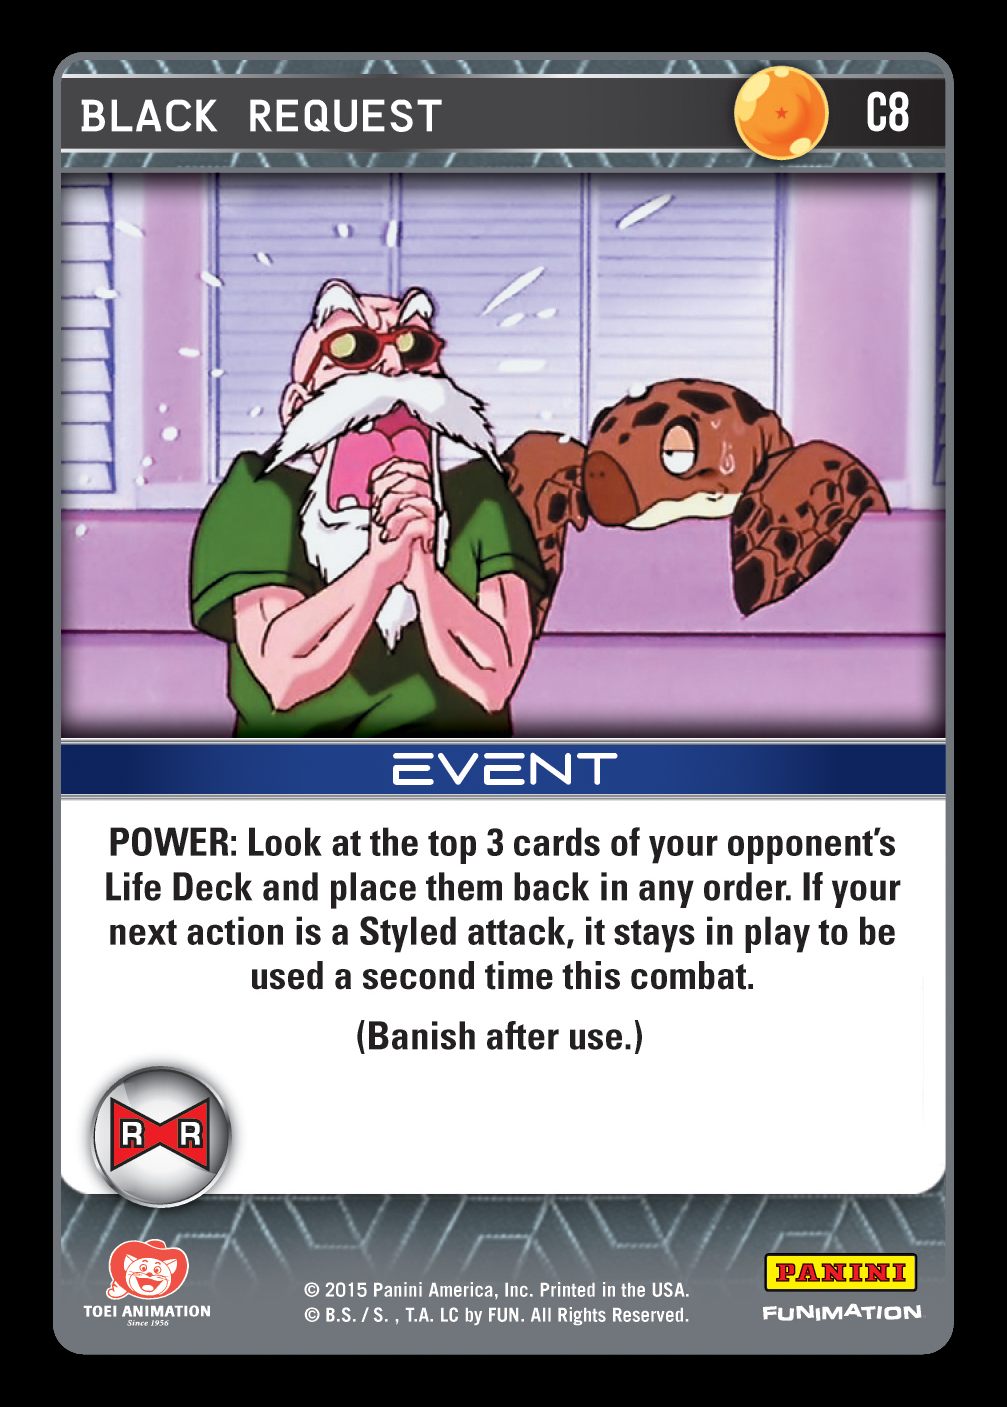 BLACK REQUEST
C8
EVENT
POWER: Look at the top 3 cards of your opponent's
Life Deck and place them back in any order. If your
next action is a Styled attack, it stays in play to be
used a second time this combat.
(Banish after use.)
R R
TOEI ANIMATION
Since 1956
© 2015 Panini America, Inc. Printed in the USA.
© B.S. / S. , T.A. LC by FUN. All Rights Reserved.
PANINI
FUNIMATION